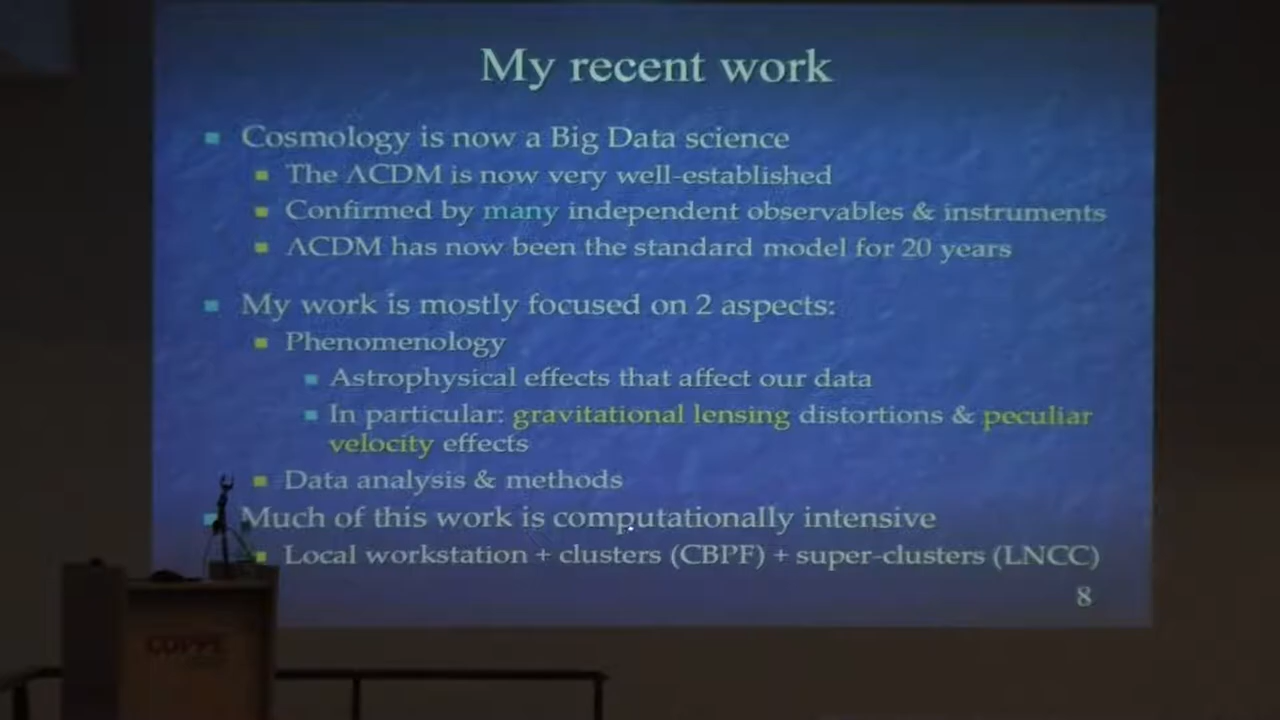 My recent work
Cosmology is now a Big Data science
The ΛCDM is now very well-established
Confirmed by many independent observables & instruments
ΛCDM has now been the standard model for 20 years
My work is mostly focused on 2 aspects:
Phenomenology
Astrophysical effects that affect our data
In particular: gravitational lensing distortions & peculiar
velocity effects
Data analysis & methods
Much of this work is computationally intensive
Local workstation + clusters (CBPF) + super-clusters (LNCC)
8
COPPE